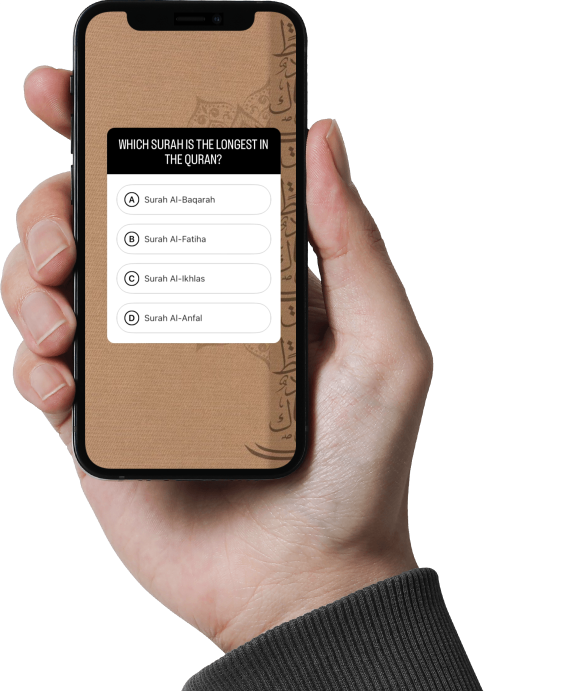 WHICH SURAH IS THE LONGEST IN
THE QURAN?
A Surah Al-Baqarah
B Surah Al-Fatiha
C Surah Al-Ikhlas
D Surah Al-Anfal